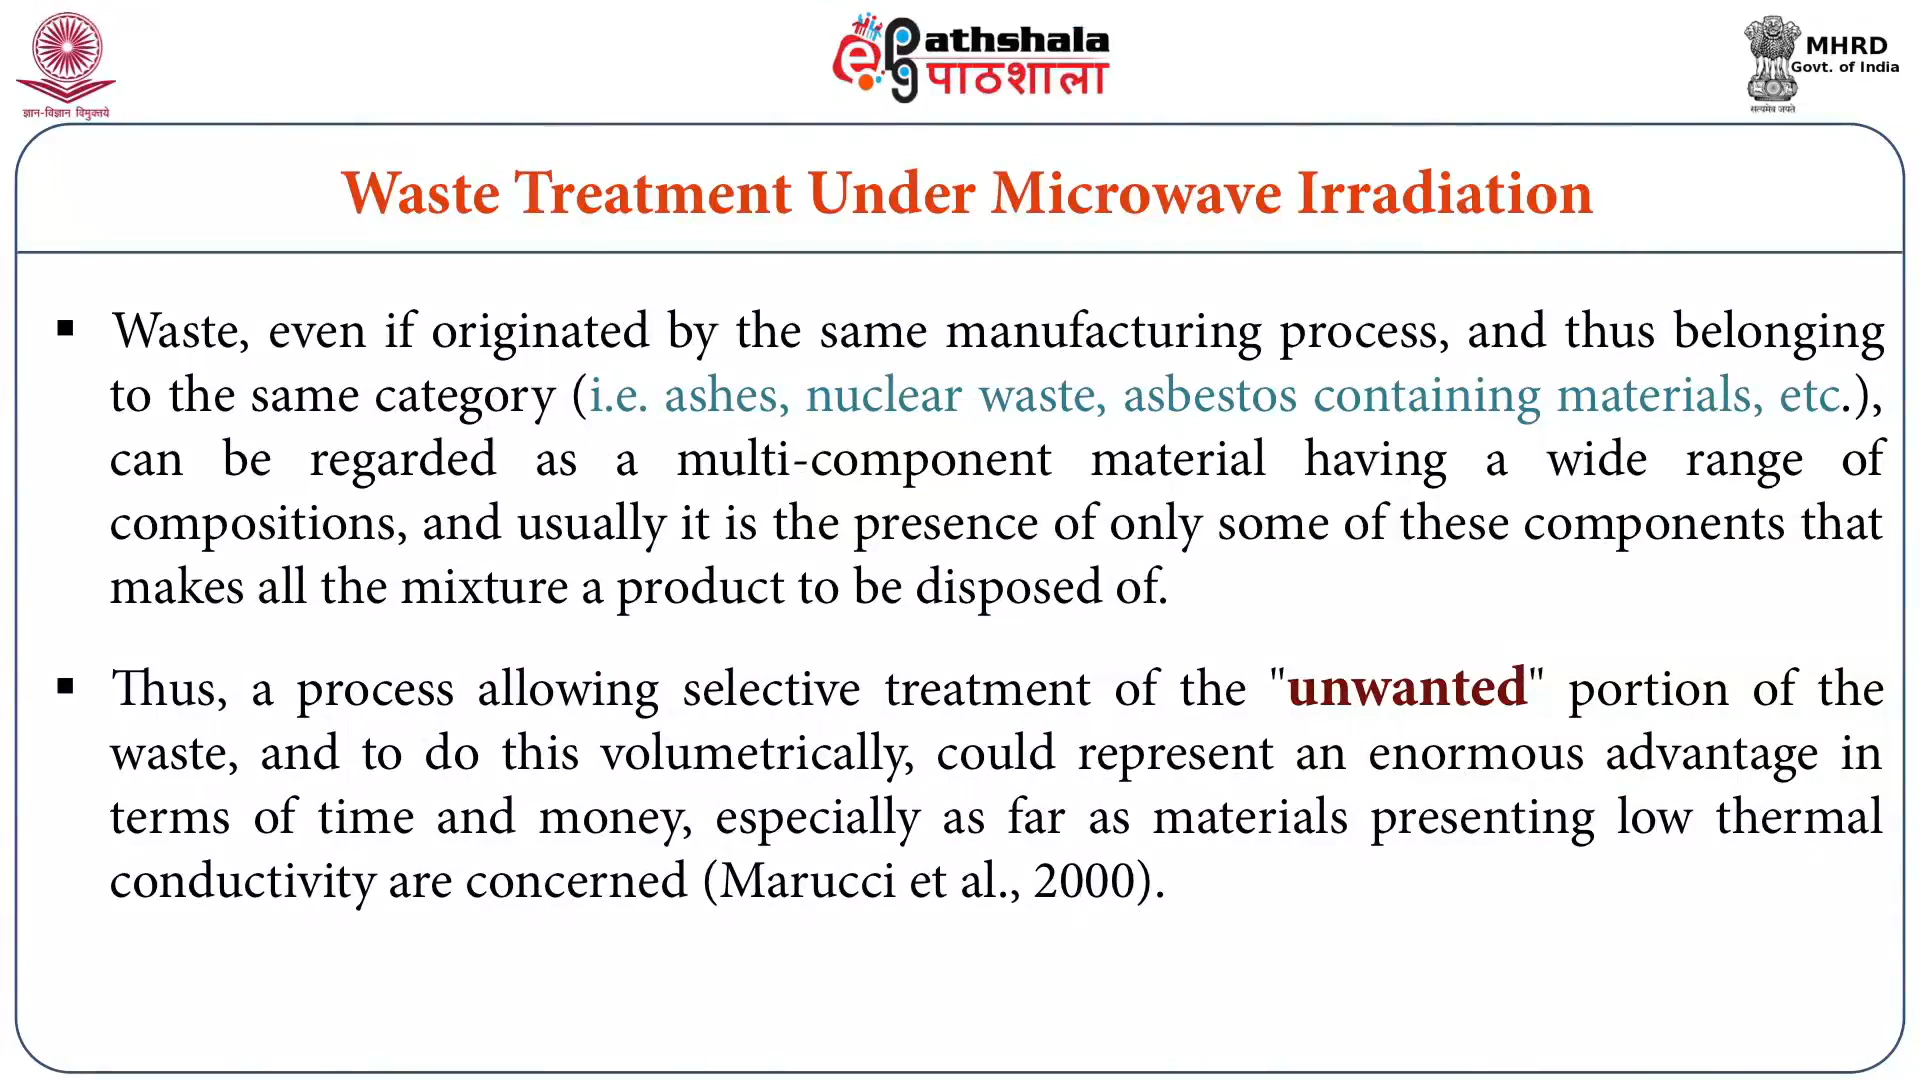 ज्ञान-विज्ञान विमुक्तये
ePG Pathshala
पाठशाला
MHRD
Govt. of India
सत्यमेव जयते
Waste Treatment Under Microwave Irradiation
▪ Waste, even if originated by the same manufacturing process, and thus belonging
to the same category (i.e. ashes, nuclear waste, asbestos containing materials, etc.),
can be regarded as a multi-component material having a wide range of
compositions, and usually it is the presence of only some of these components that
makes all the mixture a product to be disposed of.
▪ Thus, a process allowing selective treatment of the "unwanted" portion of the
waste, and to do this volumetrically, could represent an enormous advantage in
terms of time and money, especially as far as materials presenting low thermal
conductivity are concerned (Marucci et al., 2000).